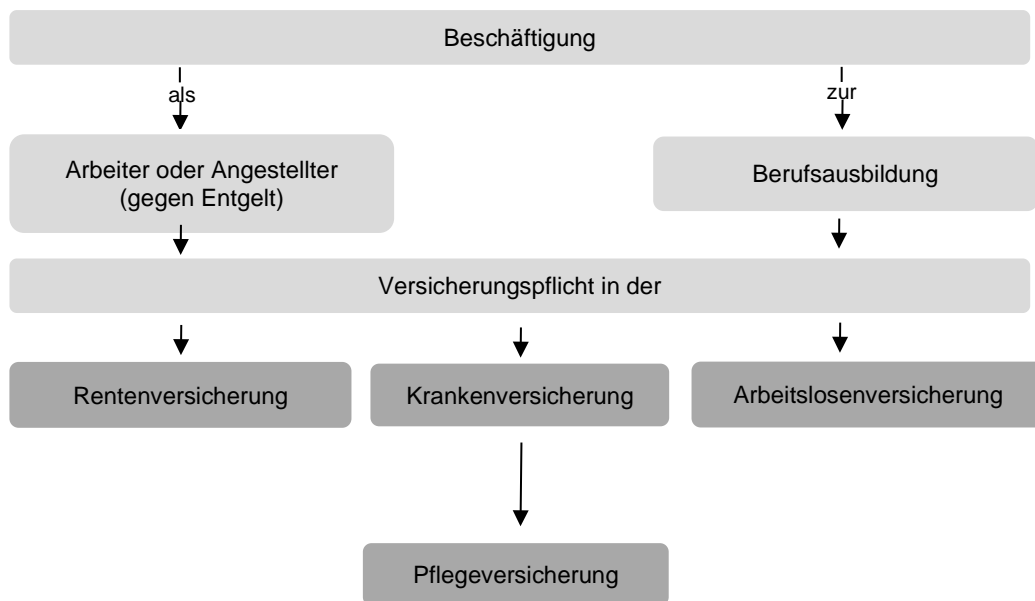 Beschäftigung
als
zur
Arbeiter oder Angestellter
(gegen Entgelt)
Berufsausbildung
Versicherungspflicht in der
Rentenversicherung
Krankenversicherung
Arbeitslosenversicherung
Pflegeversicherung